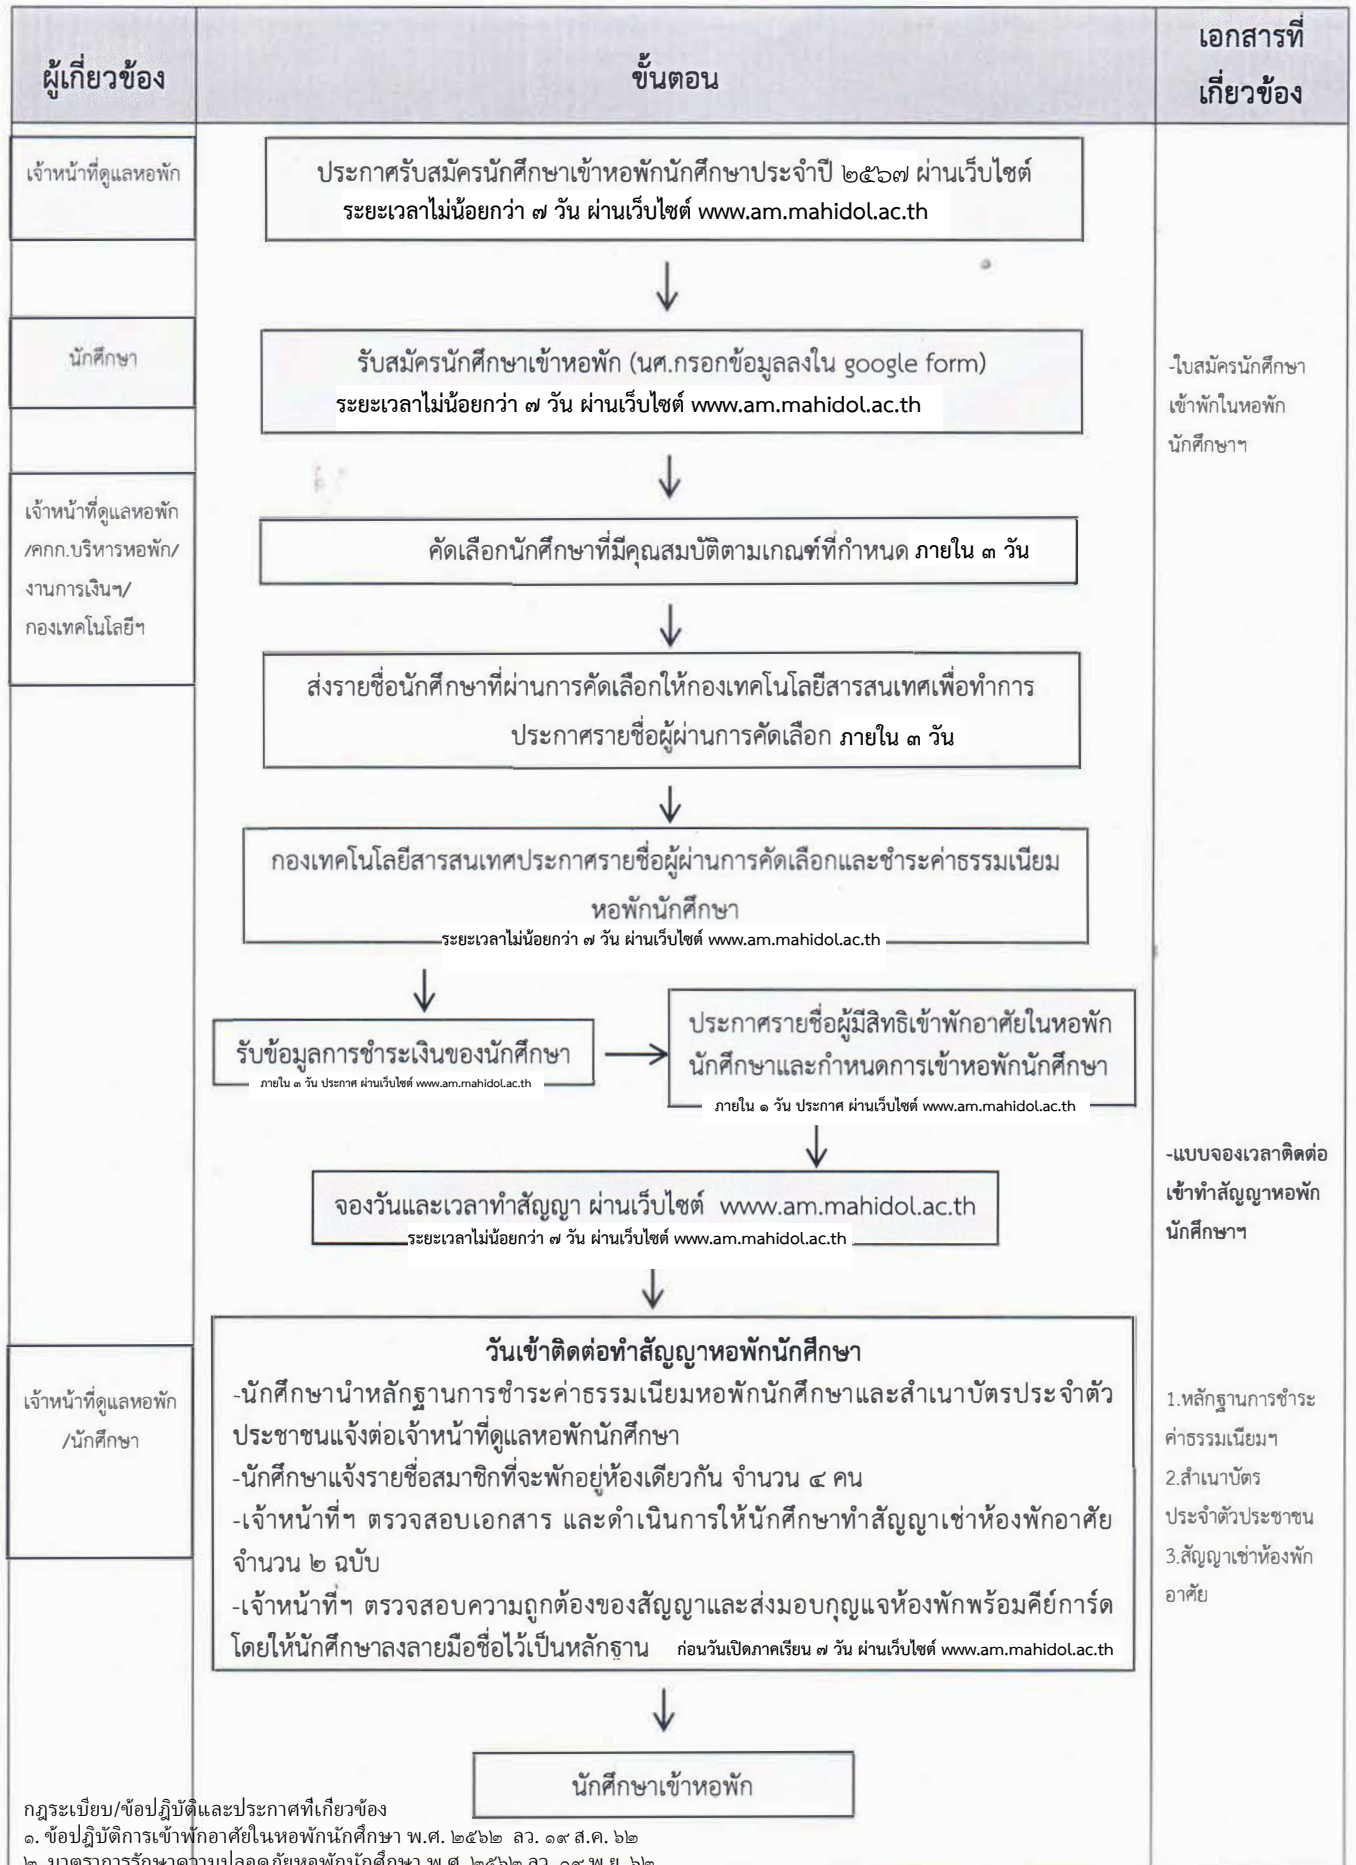 ผู้เกี่ยวข้อง
ขั้นตอน
เอกสารที่
เกี่ยวข้อง
เจ้าหน้าที่ดูแลหอพัก
ประกาศรับสมัครนักศึกษาเข้าหอพักนักศึกษาประจำปี ๒๕๖๗ ผ่านเว็บไซต์
ระยะเวลาไม่น้อยกว่า ๗ วัน ผ่านเว็บไซต์ www.am.mahidol.ac.th
นักศึกษา
รับสมัครนักศึกษาเข้าหอพัก (นศ.กรอกข้อมูลลงใน google form)
ระยะเวลาไม่น้อยกว่า ๗ วัน ผ่านเว็บไซต์ www.am.mahidol.ac.th
-ใบสมัครนักศึกษา
เข้าพักในหอพัก
นักศึกษาฯ
เจ้าหน้าที่ดูแลหอพัก
/คกก.บริหารหอพัก/
งานการเงินฯ/
กองเทคโนโลยีฯ
คัดเลือกนักศึกษาที่มีคุณสมบัติตามเกณฑ์ที่กำหนด ภายใน ๓ วัน
ส่งรายชื่อนักศึกษาที่ผ่านการคัดเลือกให้กองเทคโนโลยีสารสนเทศเพื่อทำการ
ประกาศรายชื่อผู้ผ่านการคัดเลือก ภายใน ๓ วัน
กองเทคโนโลยีสารสนเทศประกาศรายชื่อผู้ผ่านการคัดเลือกและชำระค่าธรรมเนียม
หอพักนักศึกษา
ระยะเวลาไม่น้อยกว่า ๗ วัน ผ่านเว็บไซต์ www.am.mahidol.ac.th
รับข้อมูลการชำระเงินของนักศึกษา
ภายใน ๓ วัน ประกาศ ผ่านเว็บไซต์ www.am.mahidol.ac.th
ประกาศรายชื่อผู้มีสิทธิเข้าพักอาศัยในหอพัก
นักศึกษาและกำหนดการเข้าหอพักนักศึกษา
ภายใน ๑ วัน ประกาศ ผ่านเว็บไซต์ www.am.mahidol.ac.th
จองวันและเวลาทำสัญญา ผ่านเว็บไซต์ www.am.mahidol.ac.th
ระยะเวลาไม่น้อยกว่า ๗ วัน ผ่านเว็บไซต์ www.am.mahidol.ac.th
-แบบจองเวลาติดต่อ
เข้าทำสัญญาหอพัก
นักศึกษาฯ
เจ้าหน้าที่ดูแลหอพัก
/นักศึกษา
วันเข้าติดต่อทำสัญญาหอพักนักศึกษา
-นักศึกษานำหลักฐานการชำระค่าธรรมเนียมหอพักนักศึกษาและสำเนาบัตรประจำตัว
ประชาชนแจ้งต่อเจ้าหน้าที่ดูแลหอพักนักศึกษา
-นักศึกษาแจ้งรายชื่อสมาชิกที่จะพักอยู่ห้องเดียวกัน จำนวน ๔ คน
-เจ้าหน้าที่ฯ ตรวจสอบเอกสาร และดำเนินการให้นักศึกษาทำสัญญาเช่าห้องพักอาศัย
จำนวน ๒ ฉบับ
-เจ้าหน้าที่ฯ ตรวจสอบความถูกต้องของสัญญาและส่งมอบกุญแจห้องพักพร้อมคีย์การ์ด
โดยให้นักศึกษาลงลายมือชื่อไว้เป็นหลักฐาน ก่อนวันเปิดภาคเรียน ๗ วัน ผ่านเว็บไซต์ www.am.mahidol.ac.th
1.หลักฐานการชำระ
ค่าธรรมเนียมฯ
2.สำเนาบัตร
ประจำตัวประชาชน
3.สัญญาเช่าห้องพัก
อาศัย
นักศึกษาเข้าหอพัก
กฎระเบียบ/ข้อปฎิบัติและประกาศที่เกี่ยวข้อง
๑. ข้อปฎิบัติการเข้าพักอาศัยในหอพักนักศึกษา พ.ศ. ๒๕๖๒ ลว. ๑๙ ส.ค. ๖๒
๒. มาตราการรักษาความปลอดภัยหอพักนักศึกษา พ.ศ. ๒๕๖๒ ลว. ๑๙ พ.ย. ๖๒